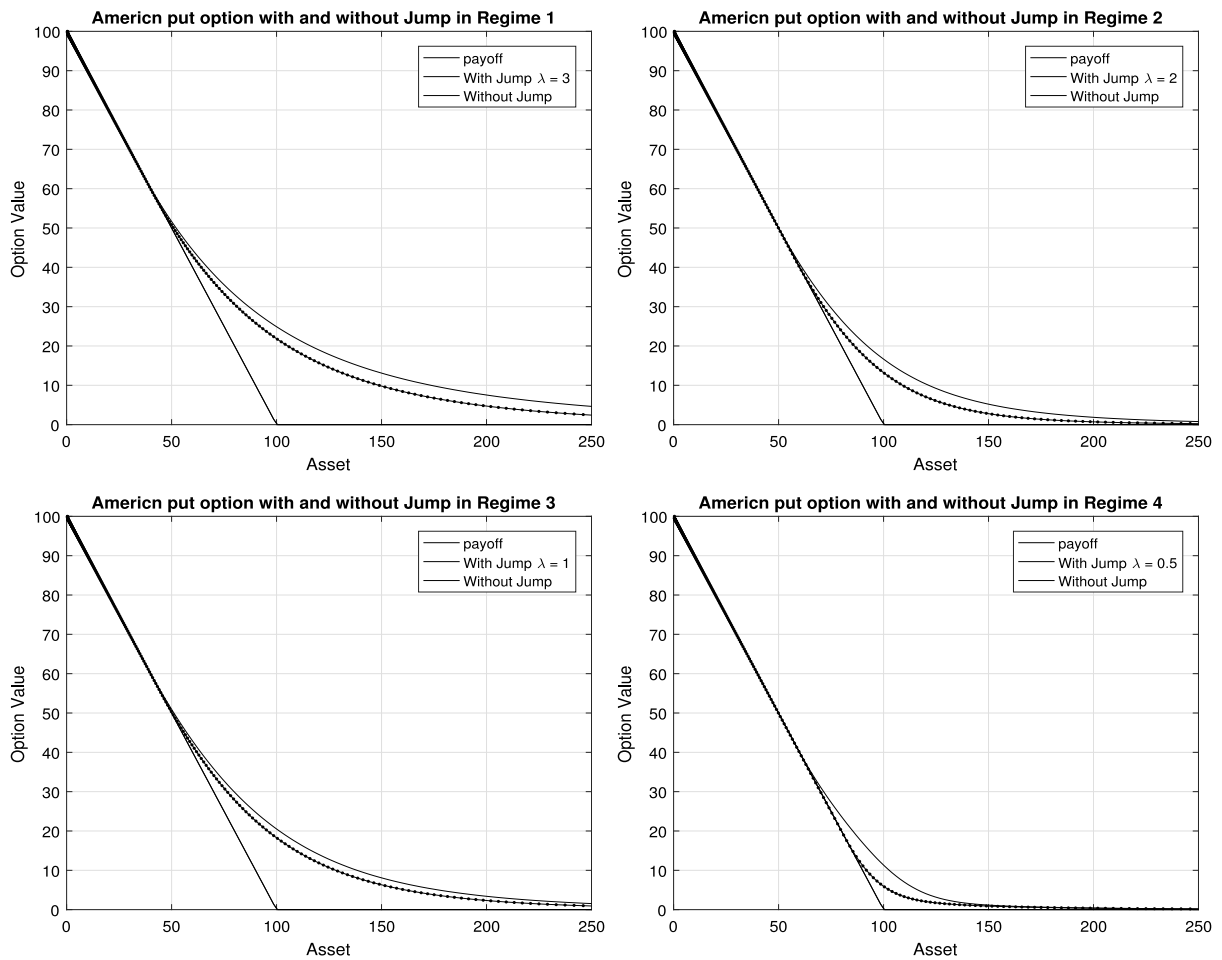 Americn put option with and without Jump in Regime 1
100
90
80
70
60
50
40
30
20
10
0
Option Value
payoff
With Jump λ = 3
Without Jump
0 50 100 150 200 250
Asset
Americn put option with and without Jump in Regime 2
100
90
80
70
60
50
40
30
20
10
0
Option Value
payoff
With Jump λ = 2
Without Jump
0 50 100 150 200 250
Asset
Americn put option with and without Jump in Regime 3
100
90
80
70
60
50
40
30
20
10
0
Option Value
payoff
With Jump λ = 1
Without Jump
0 50 100 150 200 250
Asset
Americn put option with and without Jump in Regime 4
100
90
80
70
60
50
40
30
20
10
0
Option Value
payoff
With Jump λ = 0.5
Without Jump
0 50 100 150 200 250
Asset